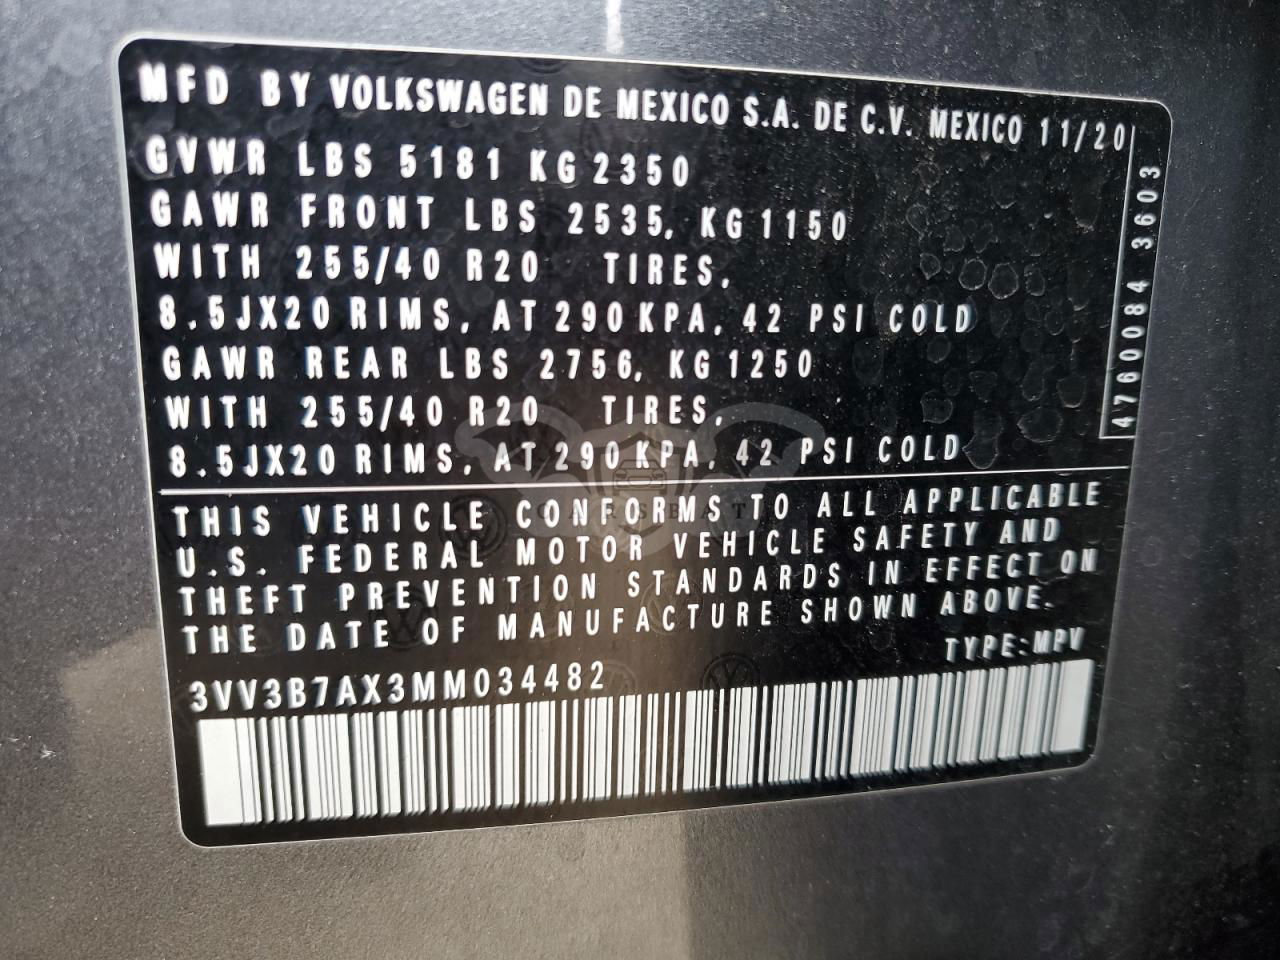 MFD BY VOLKSWAGEN DE MEXICO S.A. DE C.V. MEXICO 11/20
GVWR LBS 5181 KG 2350
GAWR FRONT LBS 2535, KG 1150
WITH 255/40 R20 TIRES,
8.5JX20 RIMS, AT 290 KPA, 42 PSI COLD
GAWR REAR LBS 2756, KG 1250
WITH 255/40 R20 TIRES,
8.5JX20 RIMS, AT 290 KPA, 42 PSI COLD
4760084 3603
THIS VEHICLE CONFORMS TO ALL APPLICABLE
U.S. FEDERAL MOTOR VEHICLE SAFETY AND
THEFT PREVENTION STANDARDS IN EFFECT ON
THE DATE OF MANUFACTURE SHOWN ABOVE.
TYPE:MPV
3VV3B7AX3MM034482